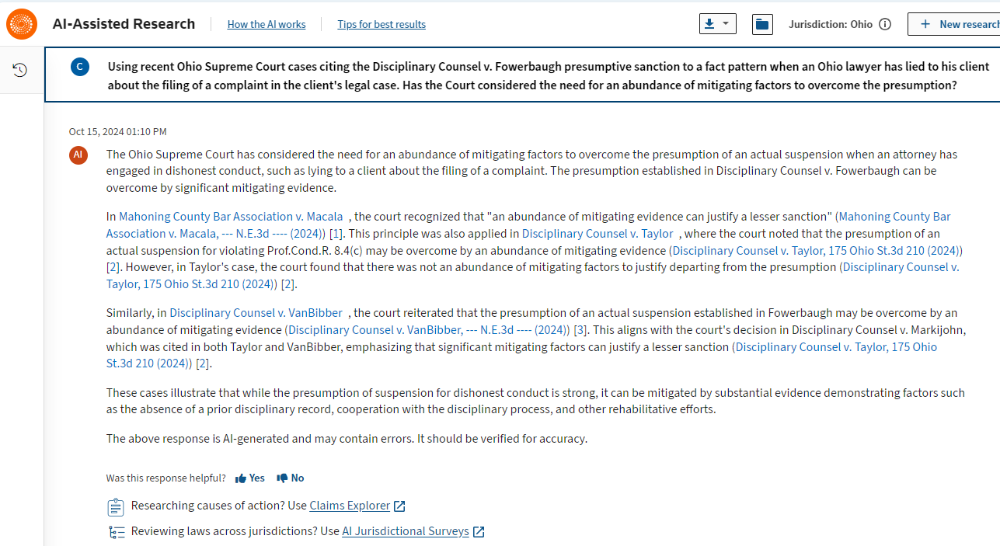 AI-Assisted Research
How the AI works
Tips for best results
Jurisdiction: Ohio
+ New research
C
Using recent Ohio Supreme Court cases citing the Disciplinary Counsel v. Fowerbaugh presumptive sanction to a fact pattern when an Ohio lawyer has lied to his client
about the filing of a complaint in the client's legal case. Has the Court considered the need for an abundance of mitigating factors to overcome the presumption?
Oct 15, 2024 01:10 PM
AI
The Ohio Supreme Court has considered the need for an abundance of mitigating factors to overcome the presumption of an actual suspension when an attorney has
engaged in dishonest conduct, such as lying to a client about the filing of a complaint. The presumption established in Disciplinary Counsel v. Fowerbaugh can be
overcome by significant mitigating evidence.
In Mahoning County Bar Association v. Macala , the court recognized that "an abundance of mitigating evidence can justify a lesser sanction" (Mahoning County Bar
Association v. Macala, --- N.E.3d ---- (2024)) [1]. This principle was also applied in Disciplinary Counsel v. Taylor , where the court noted that the presumption of an
actual suspension for violating Prof.Cond.R. 8.4(c) may be overcome by an abundance of mitigating evidence (Disciplinary Counsel v. Taylor, 175 Ohio St.3d 210 (2024))
[2]. However, in Taylor's case, the court found that there was not an abundance of mitigating factors to justify departing from the presumption (Disciplinary Counsel v.
Taylor, 175 Ohio St.3d 210 (2024)) [2].
Similarly, in Disciplinary Counsel v. VanBibber , the court reiterated that the presumption of an actual suspension established in Fowerbaugh may be overcome by an
abundance of mitigating evidence (Disciplinary Counsel v. VanBibber, --- N.E.3d ---- (2024)) [3]. This aligns with the court's decision in Disciplinary Counsel v. Markijohn,
which was cited in both Taylor and VanBibber, emphasizing that significant mitigating factors can justify a lesser sanction (Disciplinary Counsel v. Taylor, 175 Ohio
St.3d 210 (2024)) [2].
These cases illustrate that while the presumption of suspension for dishonest conduct is strong, it can be mitigated by substantial evidence demonstrating factors such
as the absence of a prior disciplinary record, cooperation with the disciplinary process, and other rehabilitative efforts.
The above response is AI-generated and may contain errors. It should be verified for accuracy.
Was this response helpful? Yes No
Researching causes of action? Use Claims Explorer
Reviewing laws across jurisdictions? Use AI Jurisdictional Surveys